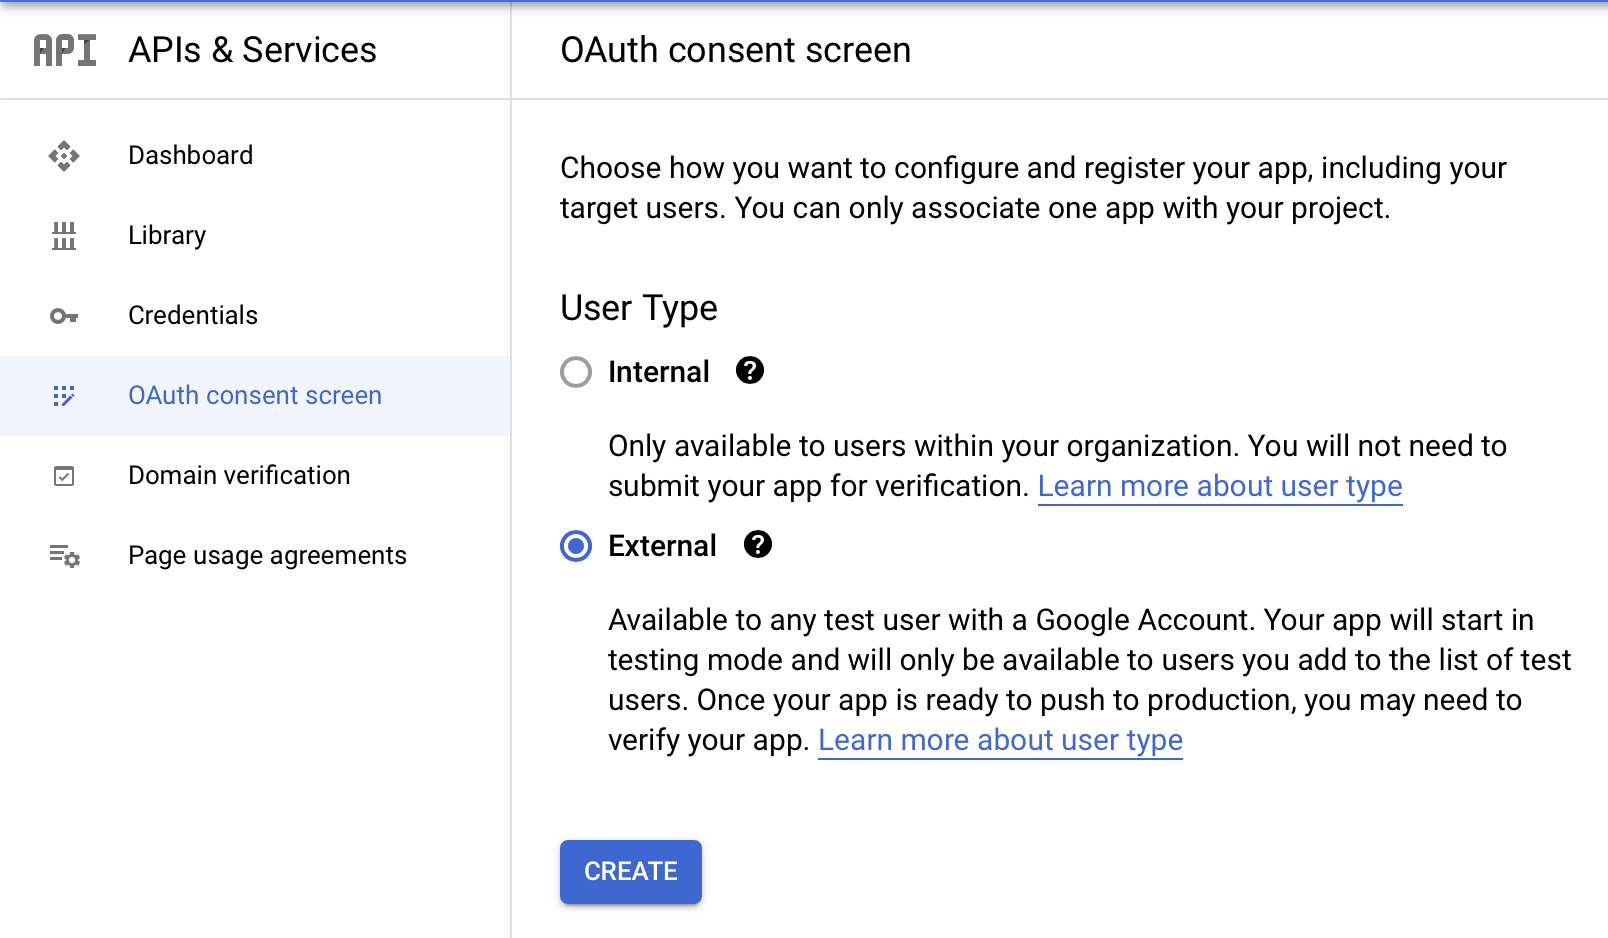 API APIs & Services
OAuth consent screen
Dashboard
Library
Credentials
OAuth consent screen
Domain verification
Page usage agreements
Choose how you want to configure and register your app, including your
target users. You can only associate one app with your project.
User Type
Internal ?
Only available to users within your organization. You will not need to
submit your app for verification. Learn more about user type
External ?
Available to any test user with a Google Account. Your app will start in
testing mode and will only be available to users you add to the list of test
users. Once your app is ready to push to production, you may need to
verify your app. Learn more about user type
CREATE